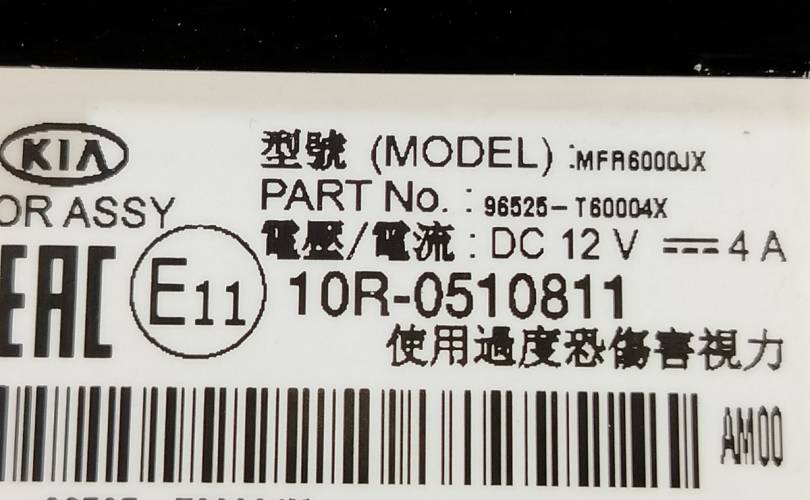 KIA
型號 (MODEL) :MFR6000JX
OR ASSY
PART No. : 96525-T60004X
電壓/電流 : DC 12 V ⎓ 4 A
EAC
E11
10R-0510811
使用過度恐傷害視力
AM00